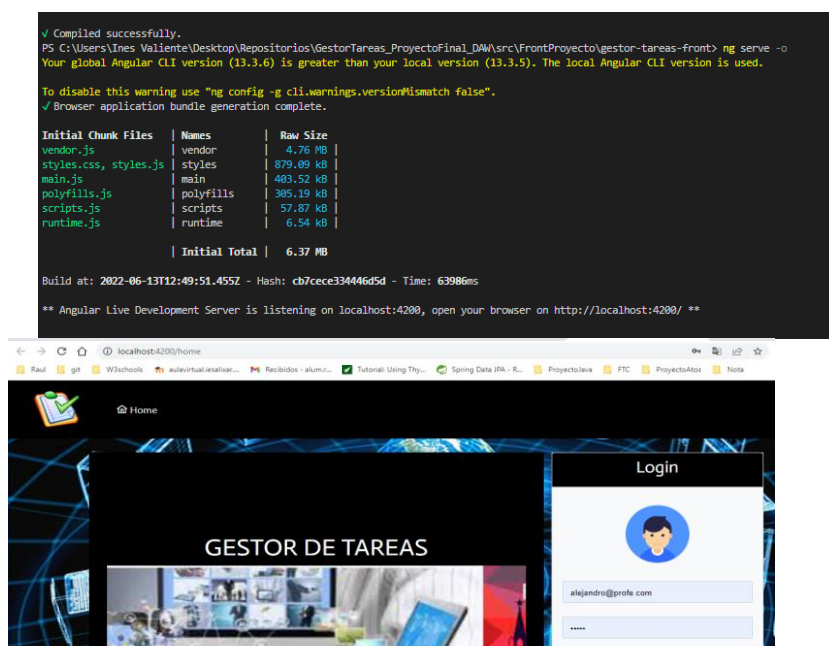 √ Compiled successfully.
PS C:\Users\Ines Valiente\Desktop\Repositorios\GestorTareas_ProyectoFinal_DAW\src\FrontProyecto\gestor-tareas-front> ng serve -o
Your global Angular CLI version (13.3.6) is greater than your local version (13.3.5). The local Angular CLI version is used.
To disable this warning use "ng config -g cli.warnings.versionMismatch false".
√ Browser application bundle generation complete.
Initial Chunk Files | Names | Raw Size
vendor.js | vendor | 4.76 MB |
styles.css, styles.js | styles | 879.09 kB |
main.js | main | 403.52 kB |
polyfills.js | polyfills | 305.19 kB |
scripts.js | scripts | 57.87 kB |
runtime.js | runtime | 6.54 kB |
| Initial Total | 6.37 MB
Build at: 2022-06-13T12:49:51.455Z - Hash: cb7cece334446d5d - Time: 63986ms
** Angular Live Development Server is listening on localhost:4200, open your browser on http://localhost:4200/ **
localhost:4200/home
Raul git W3schools aulavirtual.iesalixar... Recibidos - alum.r... Tutorial: Using Thy... Spring Data JPA - R... ProyectoJava FTC ProyectoAtos Nota
Home
Login
GESTOR DE TAREAS
alejandro@profe.com
•••••